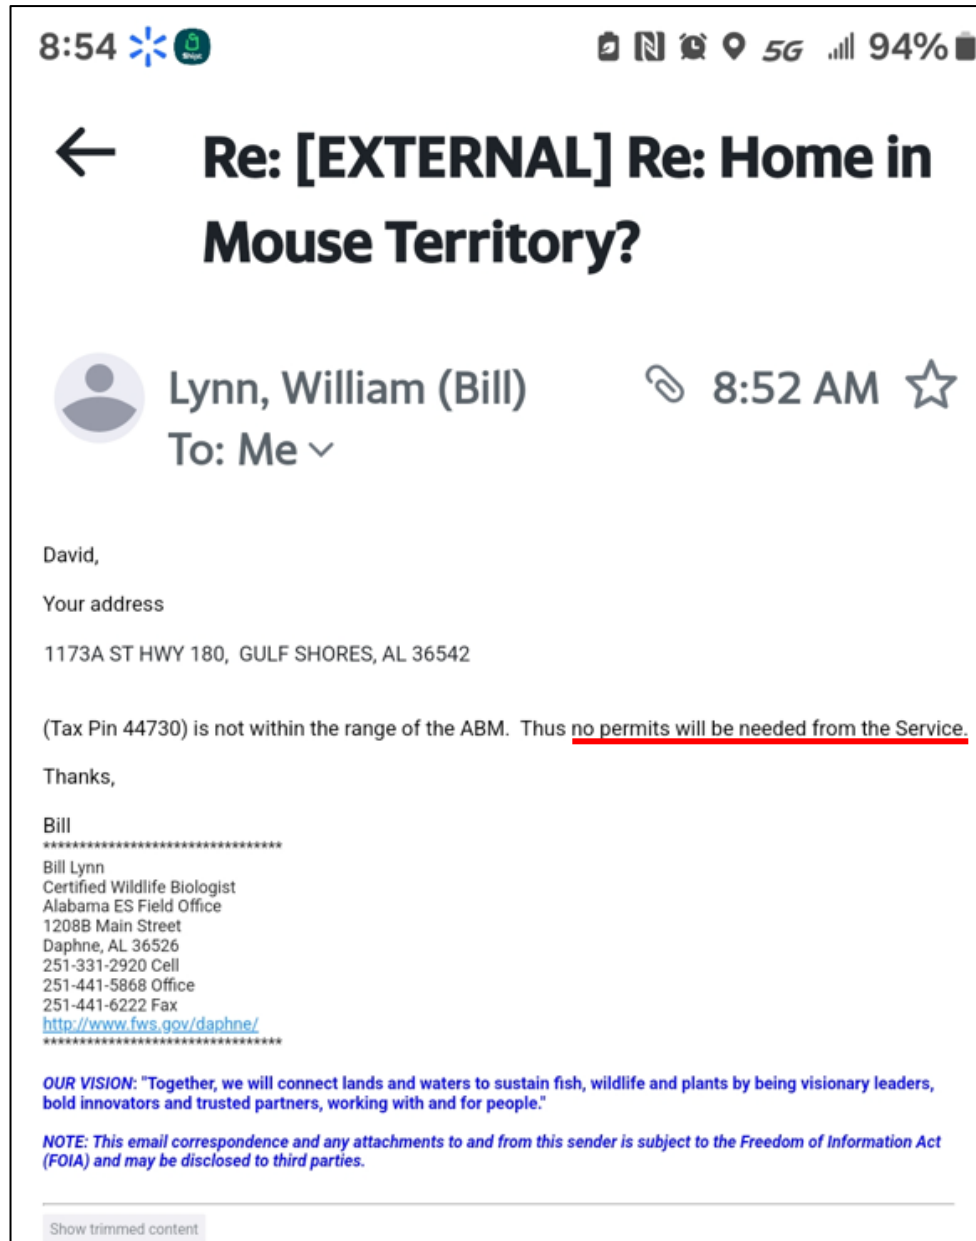 8:54 Shipt 5G 94%
Re: [EXTERNAL] Re: Home in
Mouse Territory?
Lynn, William (Bill) 8:52 AM
To: Me
David,
Your address
1173A ST HWY 180, GULF SHORES, AL 36542
(Tax Pin 44730) is not within the range of the ABM. Thus no permits will be needed from the Service.
Thanks,
Bill
**********************************
Bill Lynn
Certified Wildlife Biologist
Alabama ES Field Office
1208B Main Street
Daphne, AL 36526
251-331-2920 Cell
251-441-5868 Office
251-441-6222 Fax
http://www.fws.gov/daphne/
**********************************
OUR VISION: "Together, we will connect lands and waters to sustain fish, wildlife and plants by being visionary leaders,
bold innovators and trusted partners, working with and for people."
NOTE: This email correspondence and any attachments to and from this sender is subject to the Freedom of Information Act
(FOIA) and may be disclosed to third parties.
Show trimmed content